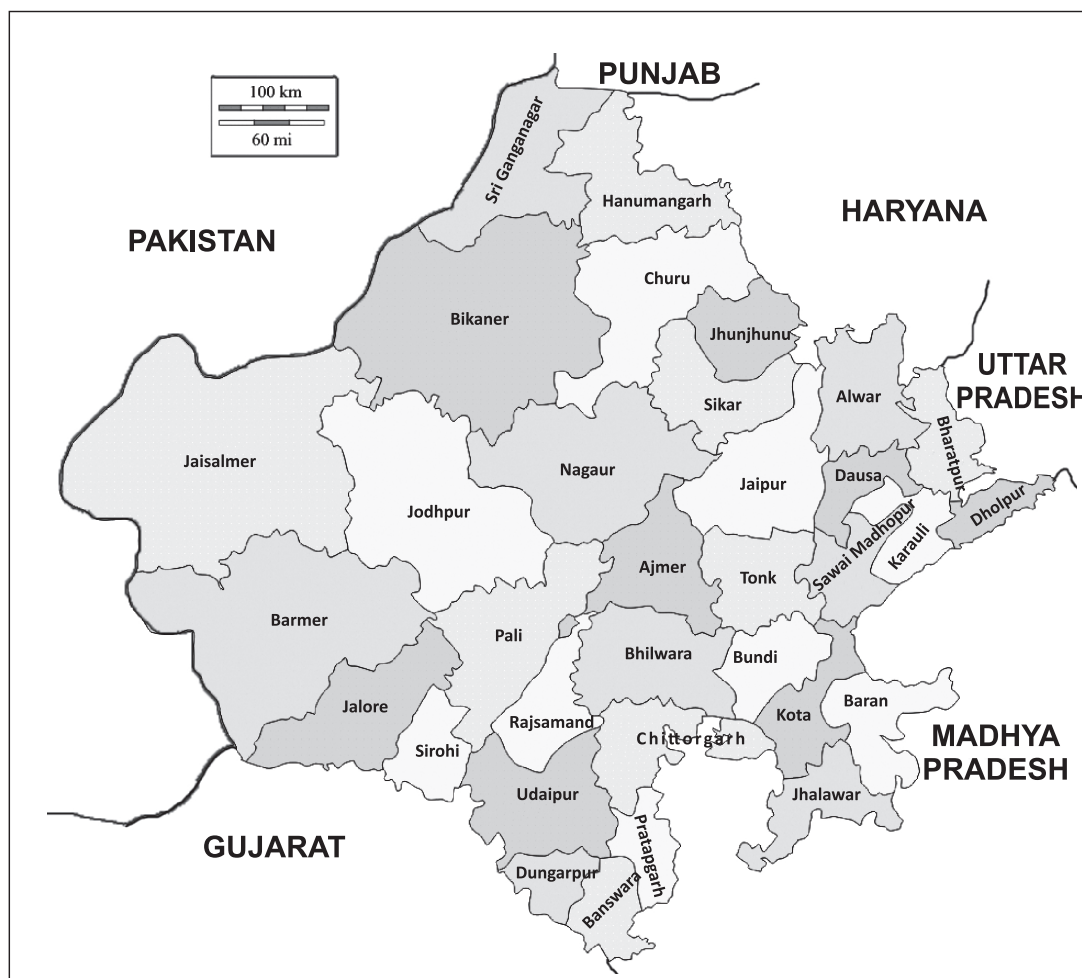 PUNJAB
100 km
60 mi
Sri Ganganagar
Hanumangarh
HARYANA
PAKISTAN
Churu
Bikaner
Jhunjhunu
UTTAR
PRADESH
Sikar
Alwar
Bharatpur
Jaisalmer
Nagaur
Jaipur
Dausa
Jodhpur
Dholpur
Sawai Madhopur
Karauli
Ajmer
Tonk
Barmer
Pali
Bhilwara
Bundi
Jalore
Rajsamand
Kota
Baran
Sirohi
Chittorgarh
MADHYA
PRADESH
Udaipur
Jhalawar
GUJARAT
Pratapgarh
Dungarpur
Banswara